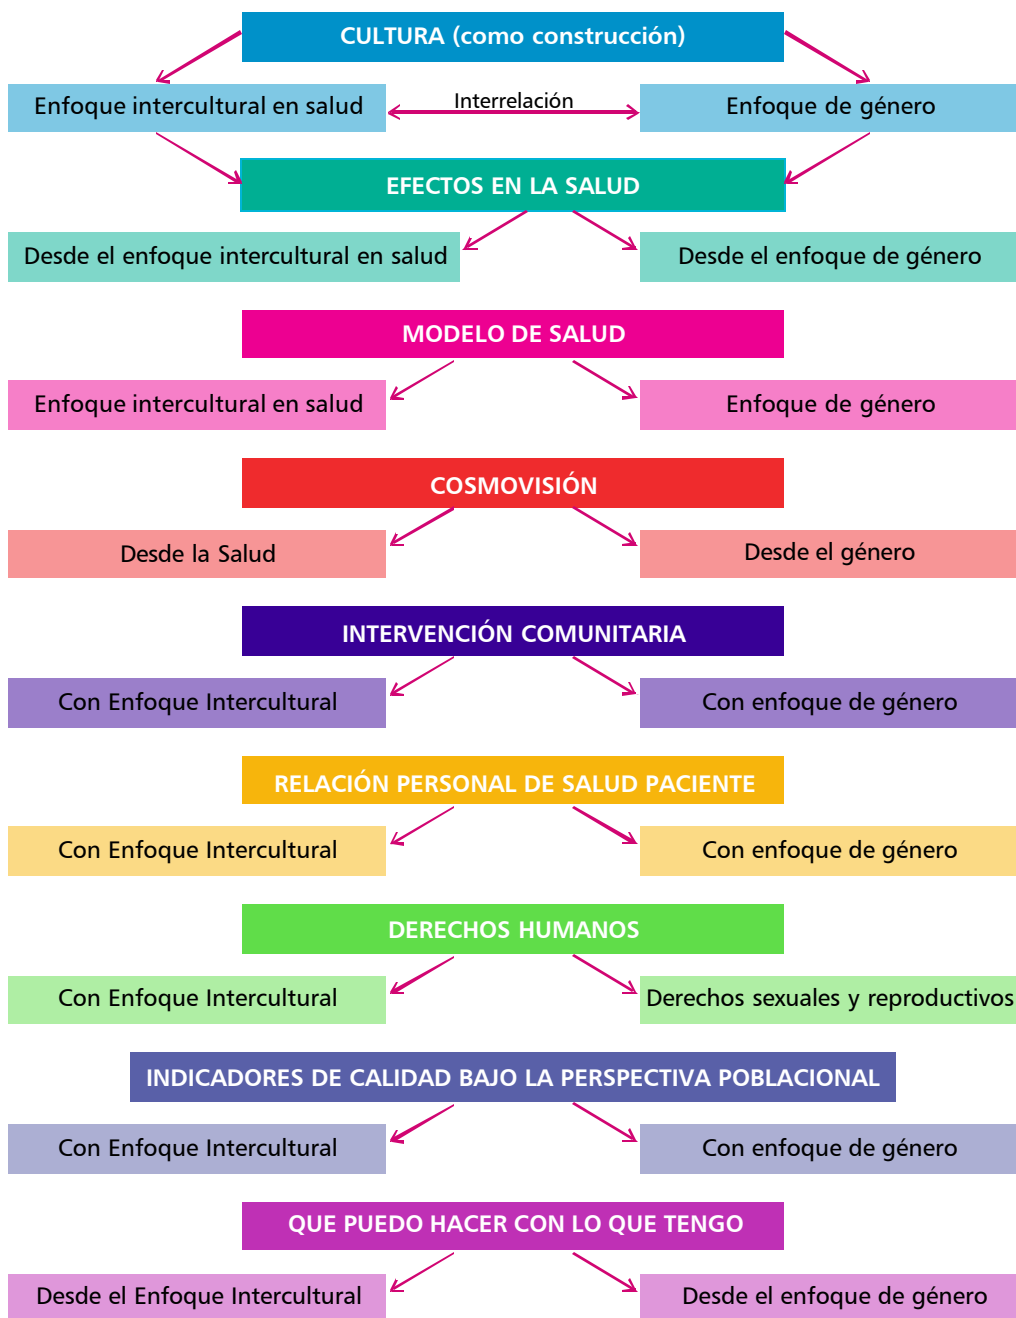 CULTURA (como construcción)
Enfoque intercultural en salud
Interrelación
Enfoque de género
EFECTOS EN LA SALUD
Desde el enfoque intercultural en salud
Desde el enfoque de género
MODELO DE SALUD
Enfoque intercultural en salud
Enfoque de género
COSMOVISIÓN
Desde la Salud
Desde el género
INTERVENCIÓN COMUNITARIA
Con Enfoque Intercultural
Con enfoque de género
RELACIÓN PERSONAL DE SALUD PACIENTE
Con Enfoque Intercultural
Con enfoque de género
DERECHOS HUMANOS
Con Enfoque Intercultural
Derechos sexuales y reproductivos
INDICADORES DE CALIDAD BAJO LA PERSPECTIVA POBLACIONAL
Con Enfoque Intercultural
Con enfoque de género
QUE PUEDO HACER CON LO QUE TENGO
Desde el Enfoque Intercultural
Desde el enfoque de género